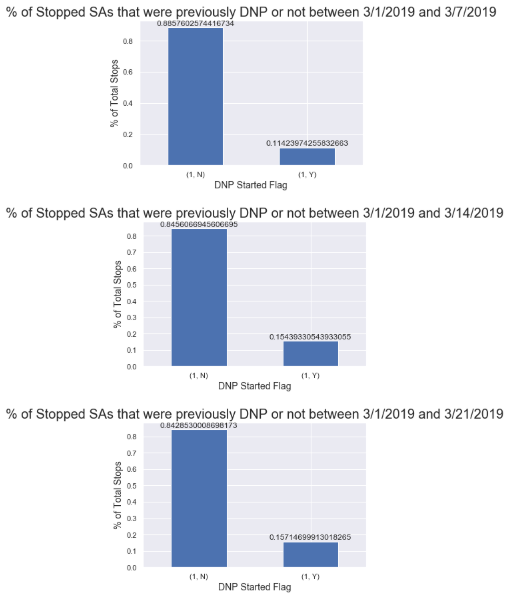 % of Stopped SAs that were previously DNP or not between 3/1/2019 and 3/7/2019
0.8857602574416734
0.8
0.6
0.4
0.2
0.0
0.11423974255832663
% of Total Stops
(1, N)
(1, Y)
DNP Started Flag
% of Stopped SAs that were previously DNP or not between 3/1/2019 and 3/14/2019
0.8456066945606695
0.8
0.7
0.6
0.5
0.4
0.3
0.2
0.1
0.0
0.15439330543933055
% of Total Stops
(1, N)
(1, Y)
DNP Started Flag
% of Stopped SAs that were previously DNP or not between 3/1/2019 and 3/21/2019
0.8428530008698173
0.8
0.7
0.6
0.5
0.4
0.3
0.2
0.1
0.0
0.15714699913018265
% of Total Stops
(1, N)
(1, Y)
DNP Started Flag